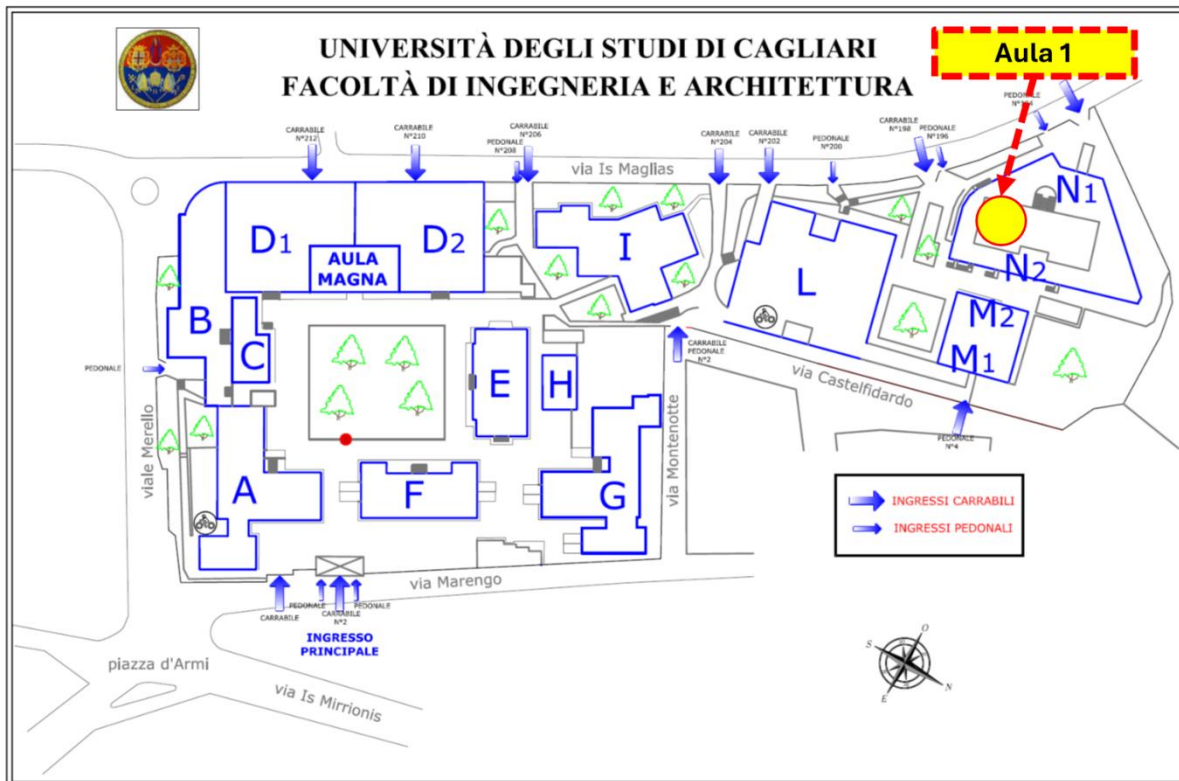 UNIVERSITÀ DEGLI STUDI DI CAGLIARI
FACOLTÀ DI INGEGNERIA E ARCHITETTURA
Aula 1
PEDONALE
CARRABILE
N°212
CARRABILE
N°210
PEDONALE
N°208
CARRABILE
N°206
CARRABILE
N°204
CARRABILE
N°202
PEDONALE
N°200
CARRABILE
N°198
PEDONALE
N°196
via Is Maglias
D1
D2
AULA
MAGNA
I
L
N1
N2
M2
M1
B
C
E
H
A
F
G
PEDONALE
viale Merello
CARRABILE
PEDONALE
N°2
via Montenotte
via Castelfidardo
PEDONALE
N°4
INGRESSI CARRABILI
INGRESSI PEDONALI
via Marengo
CARRABILE
PEDONALE
CARRABILE
N°2
PEDONALE
INGRESSO
PRINCIPALE
piazza d'Armi
via Is Mirrionis
O
S
N
E